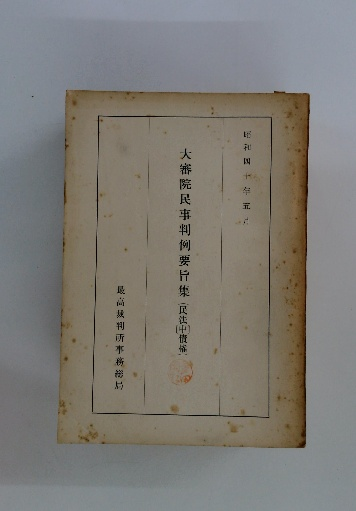 昭和四十年五月
大審院民事判例要旨集（民法〔中〕債権）
最高裁判所事務総局